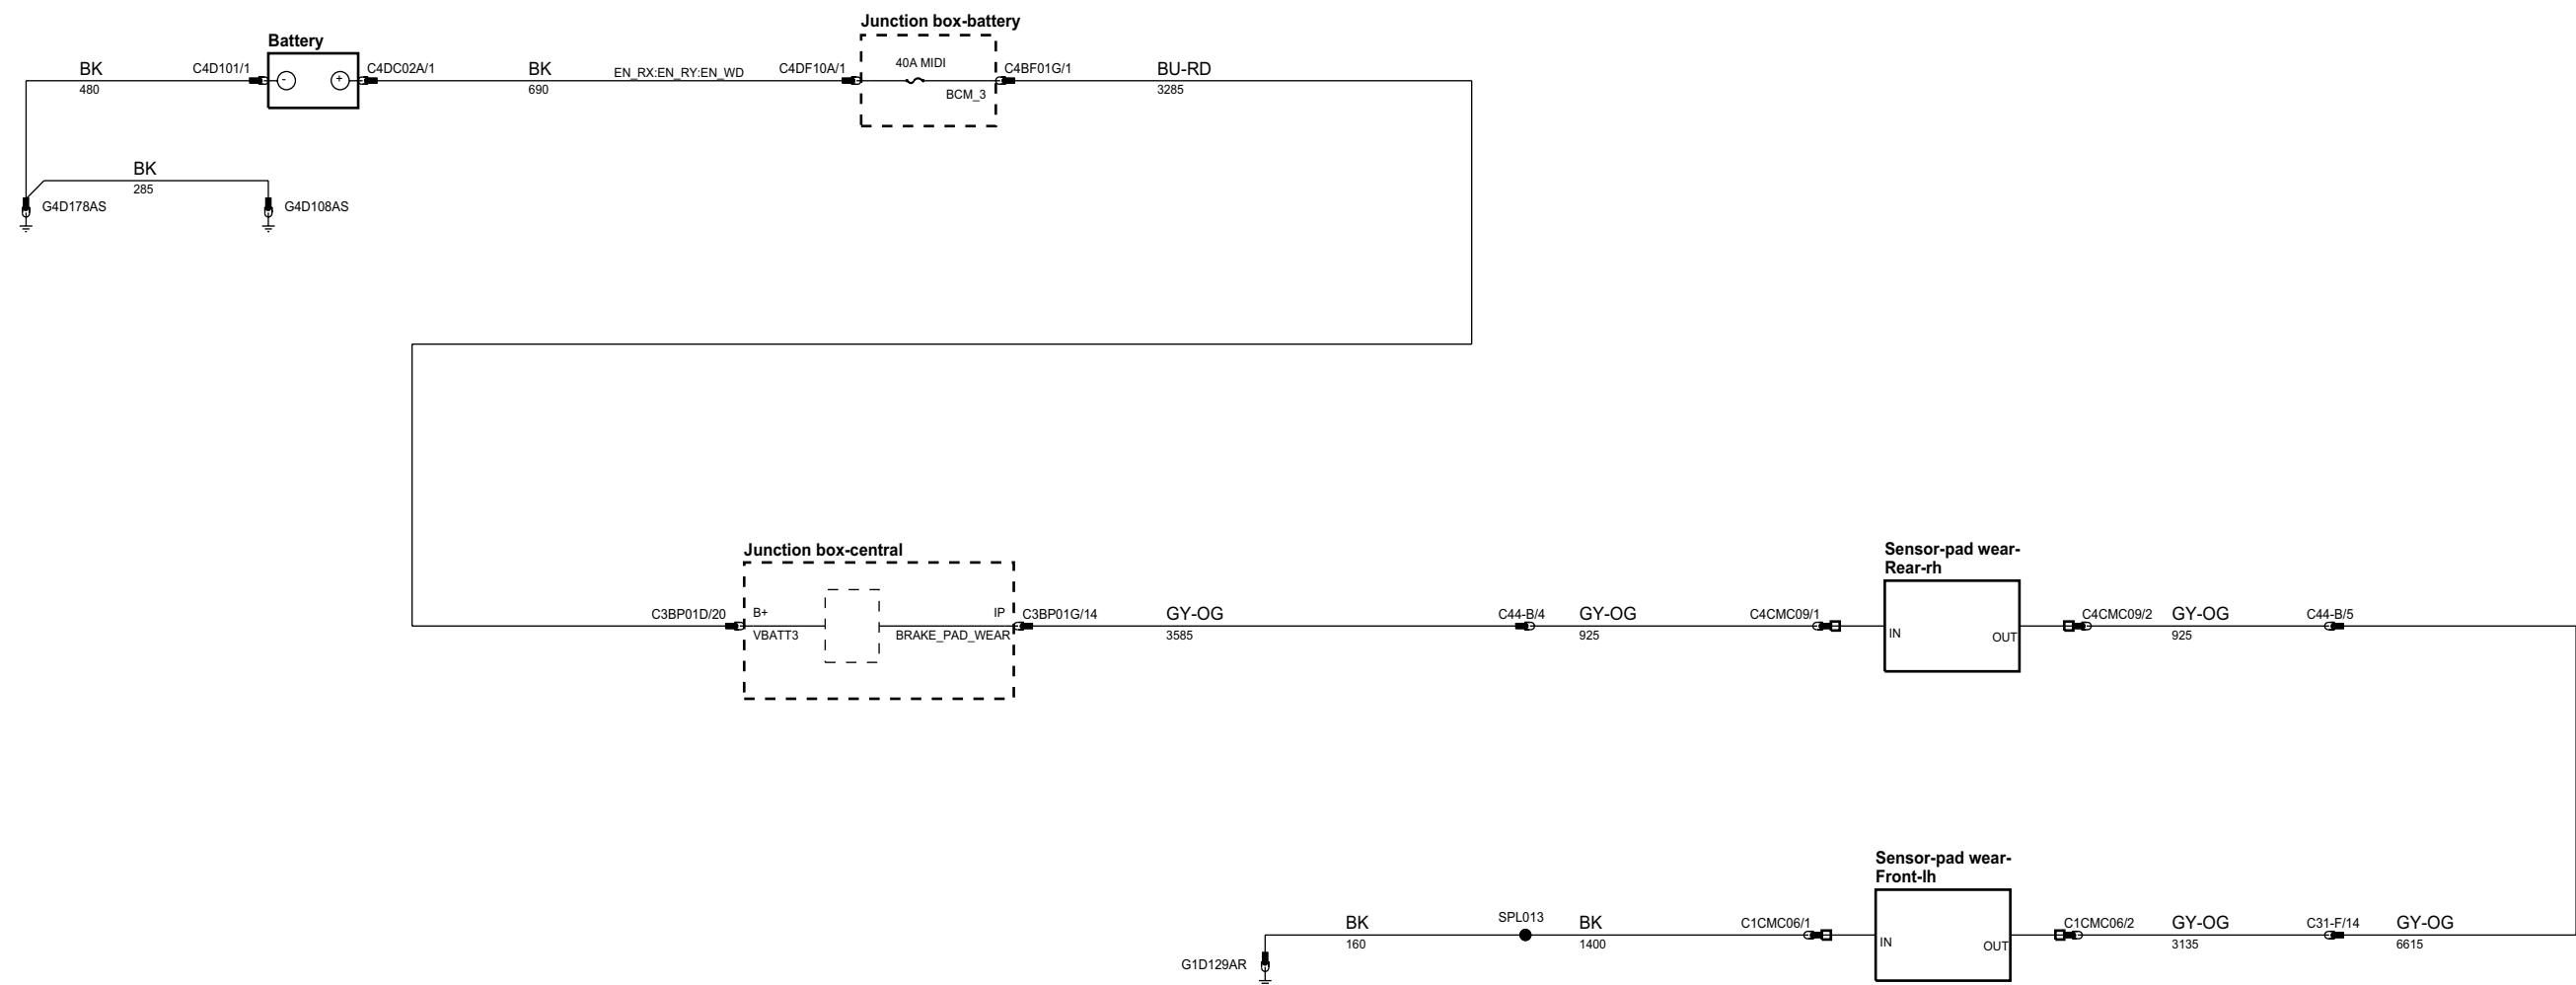 Junction box-battery
Battery
BK
480
C4D101/1
-
+
C4DC02A/1
BK
690
EN_RX:EN_RY:EN_WD
C4DF10A/1
40A MIDI
BCM_3
C4BF01G/1
BU-RD
3285
BK
285
G4D178AS
G4D108AS
Junction box-central
C3BP01D/20
B+
VBATT3
IP
BRAKE_PAD_WEAR
C3BP01G/14
GY-OG
3585
C44-B/4
GY-OG
925
C4CMC09/1
Sensor-pad wear-
Rear-rh
IN
OUT
C4CMC09/2
GY-OG
925
C44-B/5
Sensor-pad wear-
Front-lh
G1D129AR
BK
160
SPL013
BK
1400
C1CMC06/1
IN
OUT
C1CMC06/2
GY-OG
3135
C31-F/14
GY-OG
6615